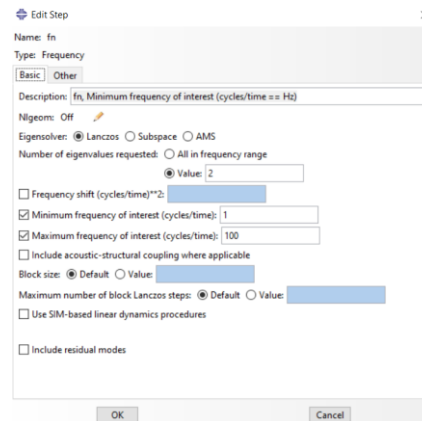 Edit Step
Name: fn
Type: Frequency
Basic Other
Description: fn, Minimum frequency of interest (cycles/time == Hz)
Nlgeom: Off
Eigensolver: Lanczos Subspace AMS
Number of eigenvalues requested: All in frequency range
Value: 2
Frequency shift (cycles/time)**2:
Minimum frequency of interest (cycles/time): 1
Maximum frequency of interest (cycles/time): 100
Include acoustic-structural coupling where applicable
Block size: Default Value:
Maximum number of block Lanczos steps: Default Value:
Use SIM-based linear dynamics procedures
Include residual modes
OK Cancel